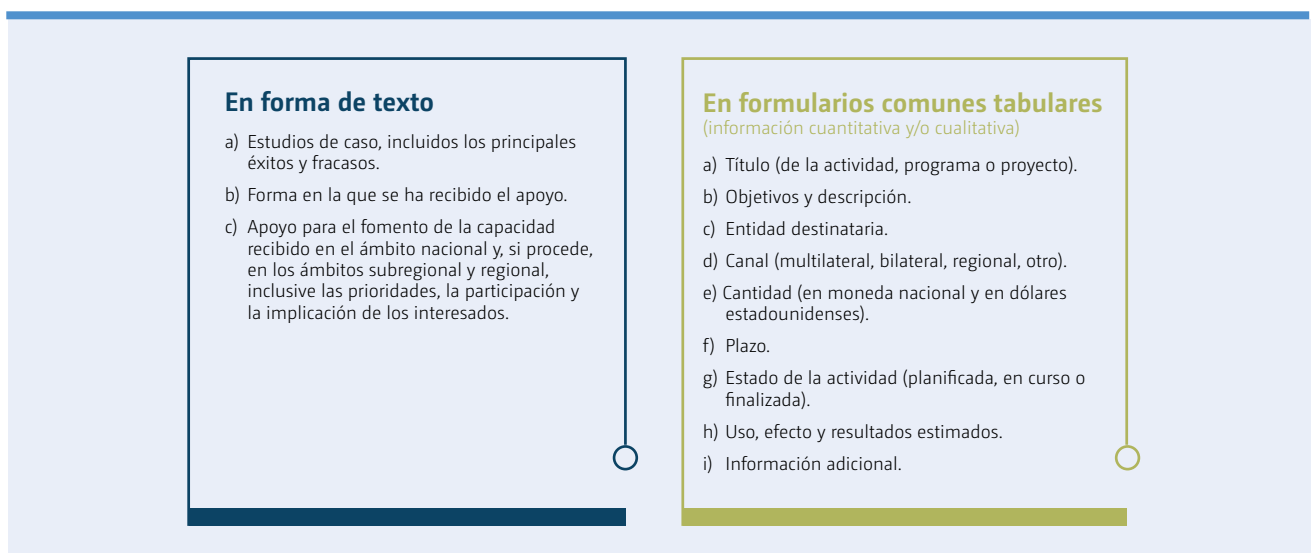 En forma de texto
a) Estudios de caso, incluidos los principales
éxitos y fracasos.
b) Forma en la que se ha recibido el apoyo.
c) Apoyo para el fomento de la capacidad
recibido en el ámbito nacional y, si procede,
en los ámbitos subregional y regional,
inclusive las prioridades, la participación y
la implicación de los interesados.
En formularios comunes tabulares
(información cuantitativa y/o cualitativa)
a) Título (de la actividad, programa o proyecto).
b) Objetivos y descripción.
c) Entidad destinataria.
d) Canal (multilateral, bilateral, regional, otro).
e) Cantidad (en moneda nacional y en dólares
estadounidenses).
f) Plazo.
g) Estado de la actividad (planificada, en curso o
finalizada).
h) Uso, efecto y resultados estimados.
i) Información adicional.